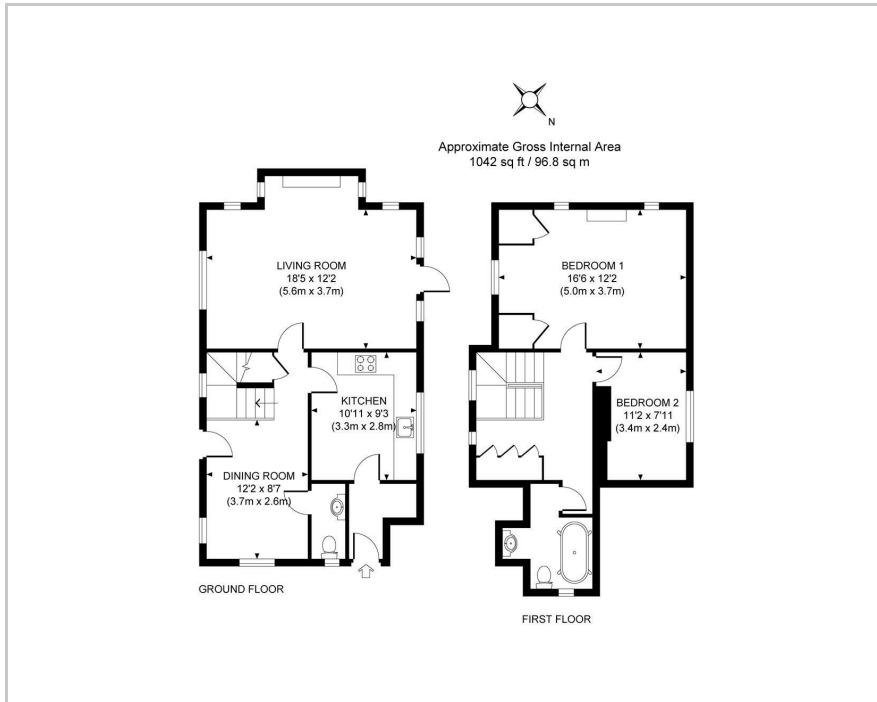 N
Approximate Gross Internal Area
1042 sq ft / 96.8 sq m
LIVING ROOM
18'5 x 12'2
(5.6m x 3.7m)
KITCHEN
10'11 x 9'3
(3.3m x 2.8m)
DINING ROOM
12'2 x 8'7
(3.7m x 2.6m)
GROUND FLOOR
BEDROOM 1
16'6 x 12'2
(5.0m x 3.7m)
BEDROOM 2
11'2 x 7'11
(3.4m x 2.4m)
FIRST FLOOR